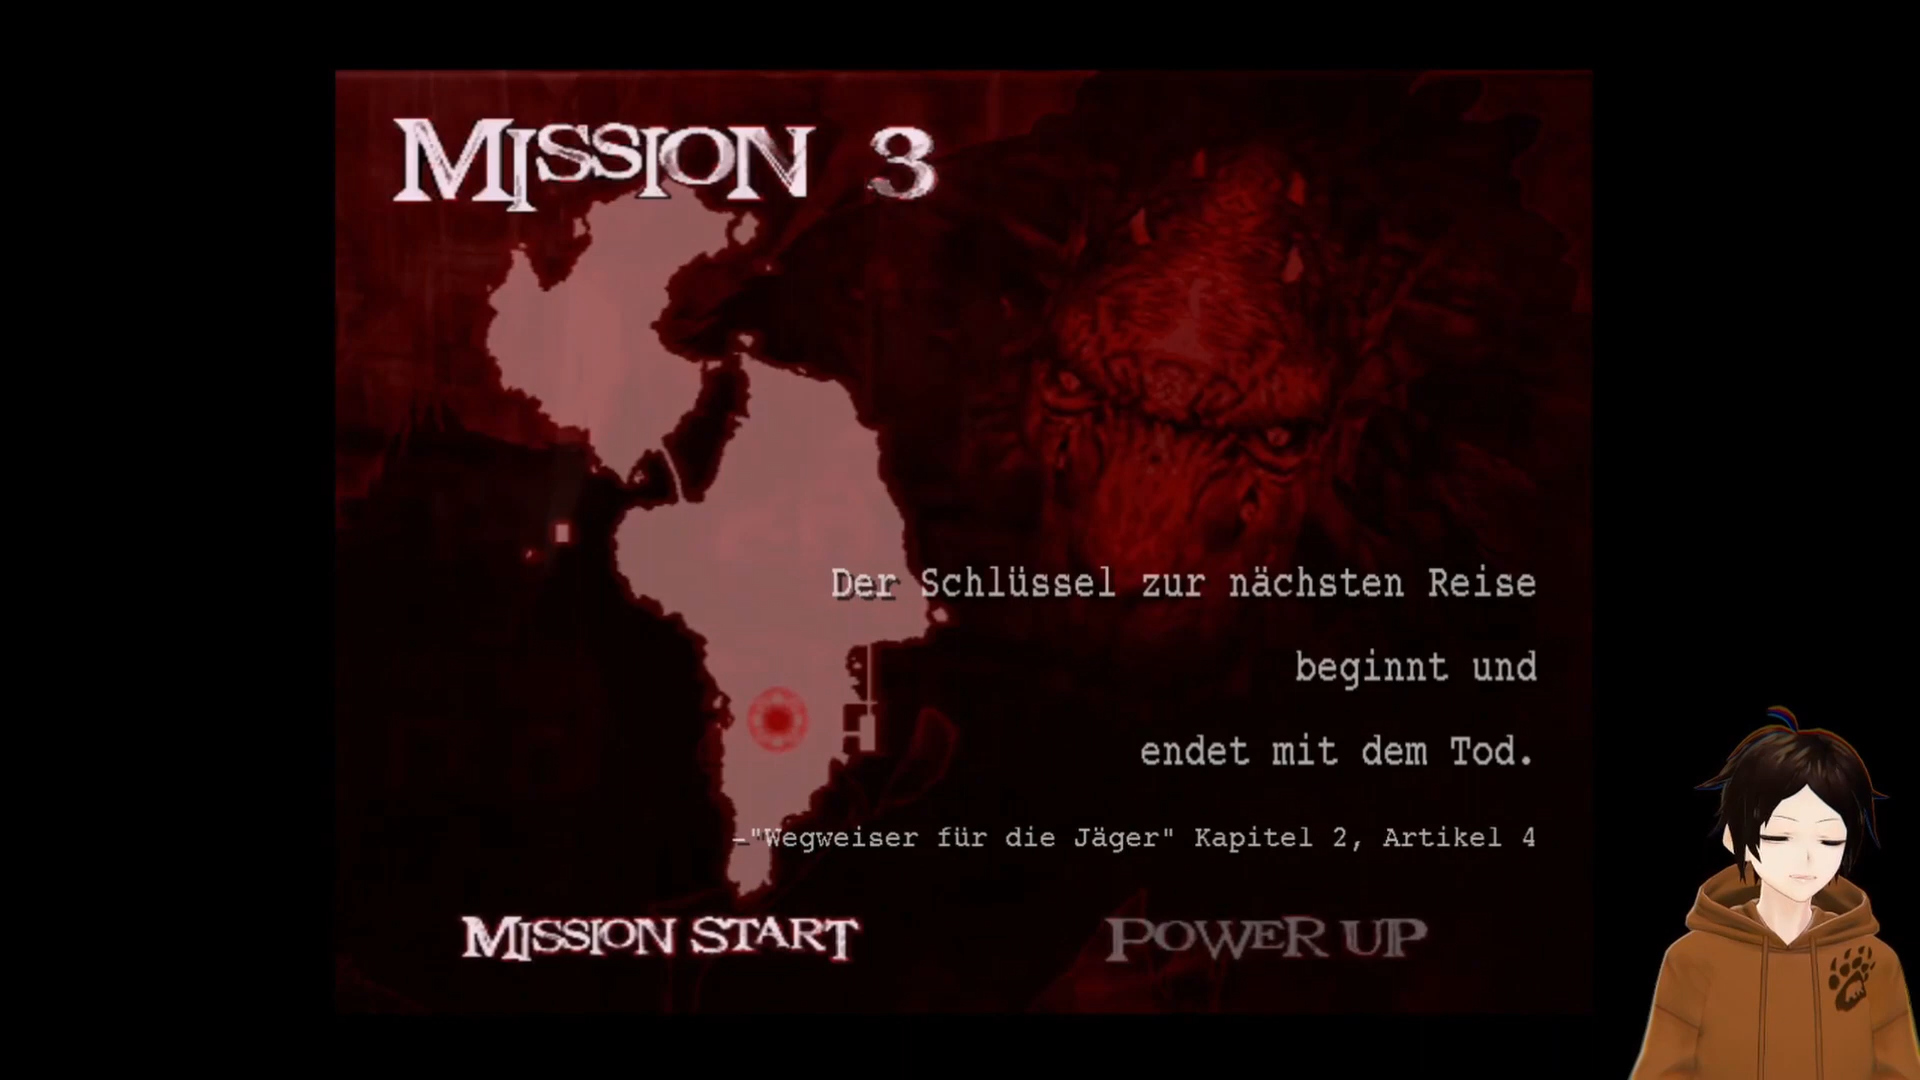 MISSION 3
Der Schlüssel zur nächsten Reise
beginnt und
endet mit dem Tod.
–"Wegweiser für die Jäger" Kapitel 2, Artikel 4
MISSION START
POWER UP